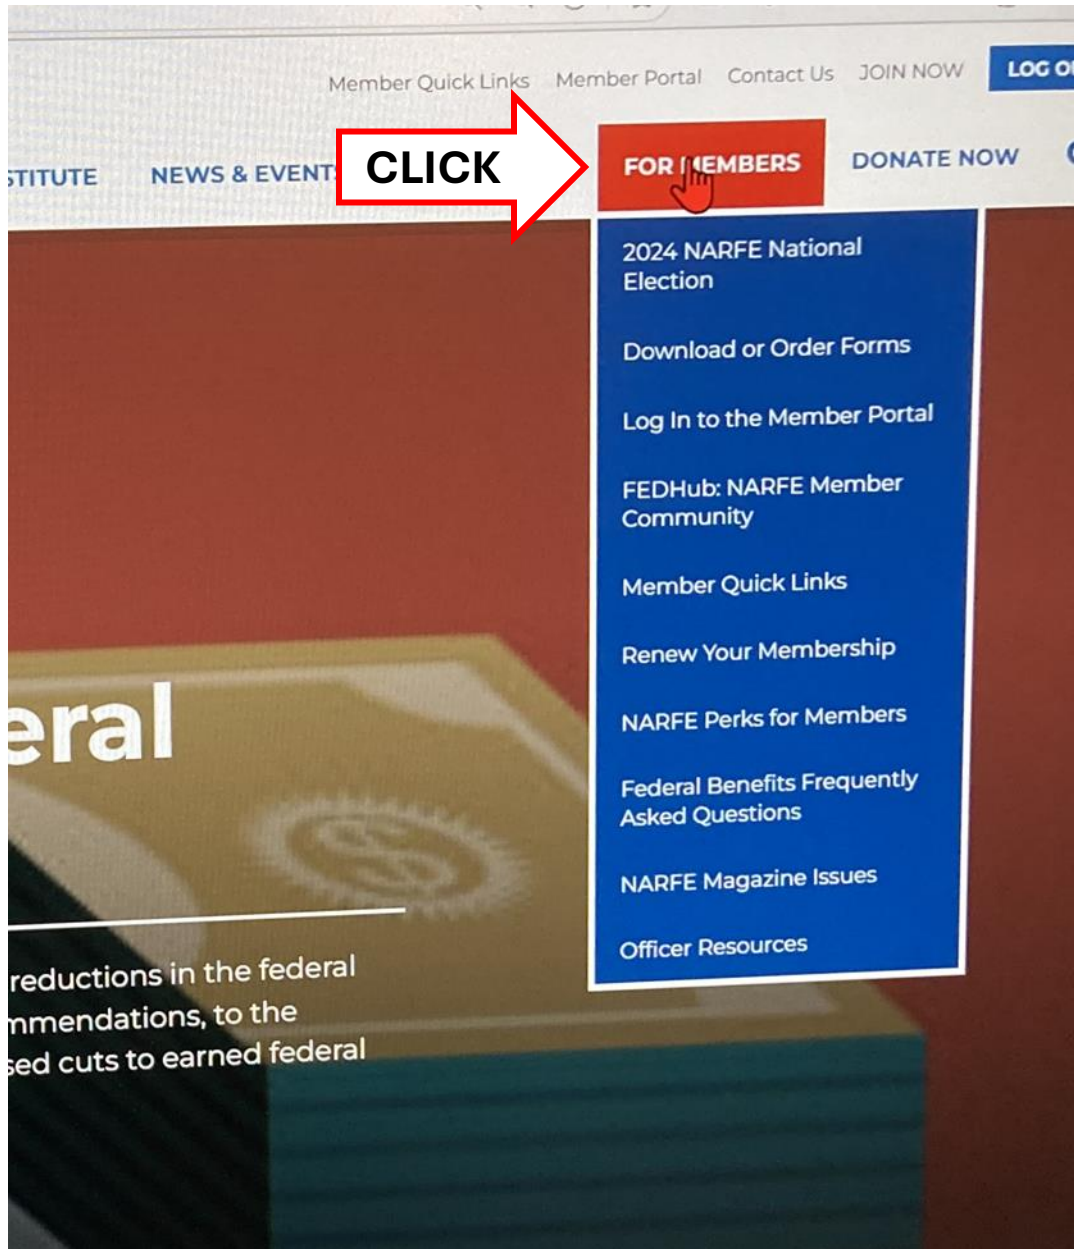 Member Quick Links Member Portal Contact Us JOIN NOW LOG
NEWS & EVENTS CLICK FOR MEMBERS DONATE NOW
2024 NARFE National
Election
Download or Order Forms
Log In to the Member Portal
FEDHub: NARFE Member
Community
Member Quick Links
Renew Your Membership
NARFE Perks for Members
Federal Benefits Frequently
Asked Questions
NARFE Magazine Issues
Officer Resources
eral
$
reductions in the federal
mmendations, to the
sed cuts to earned federal